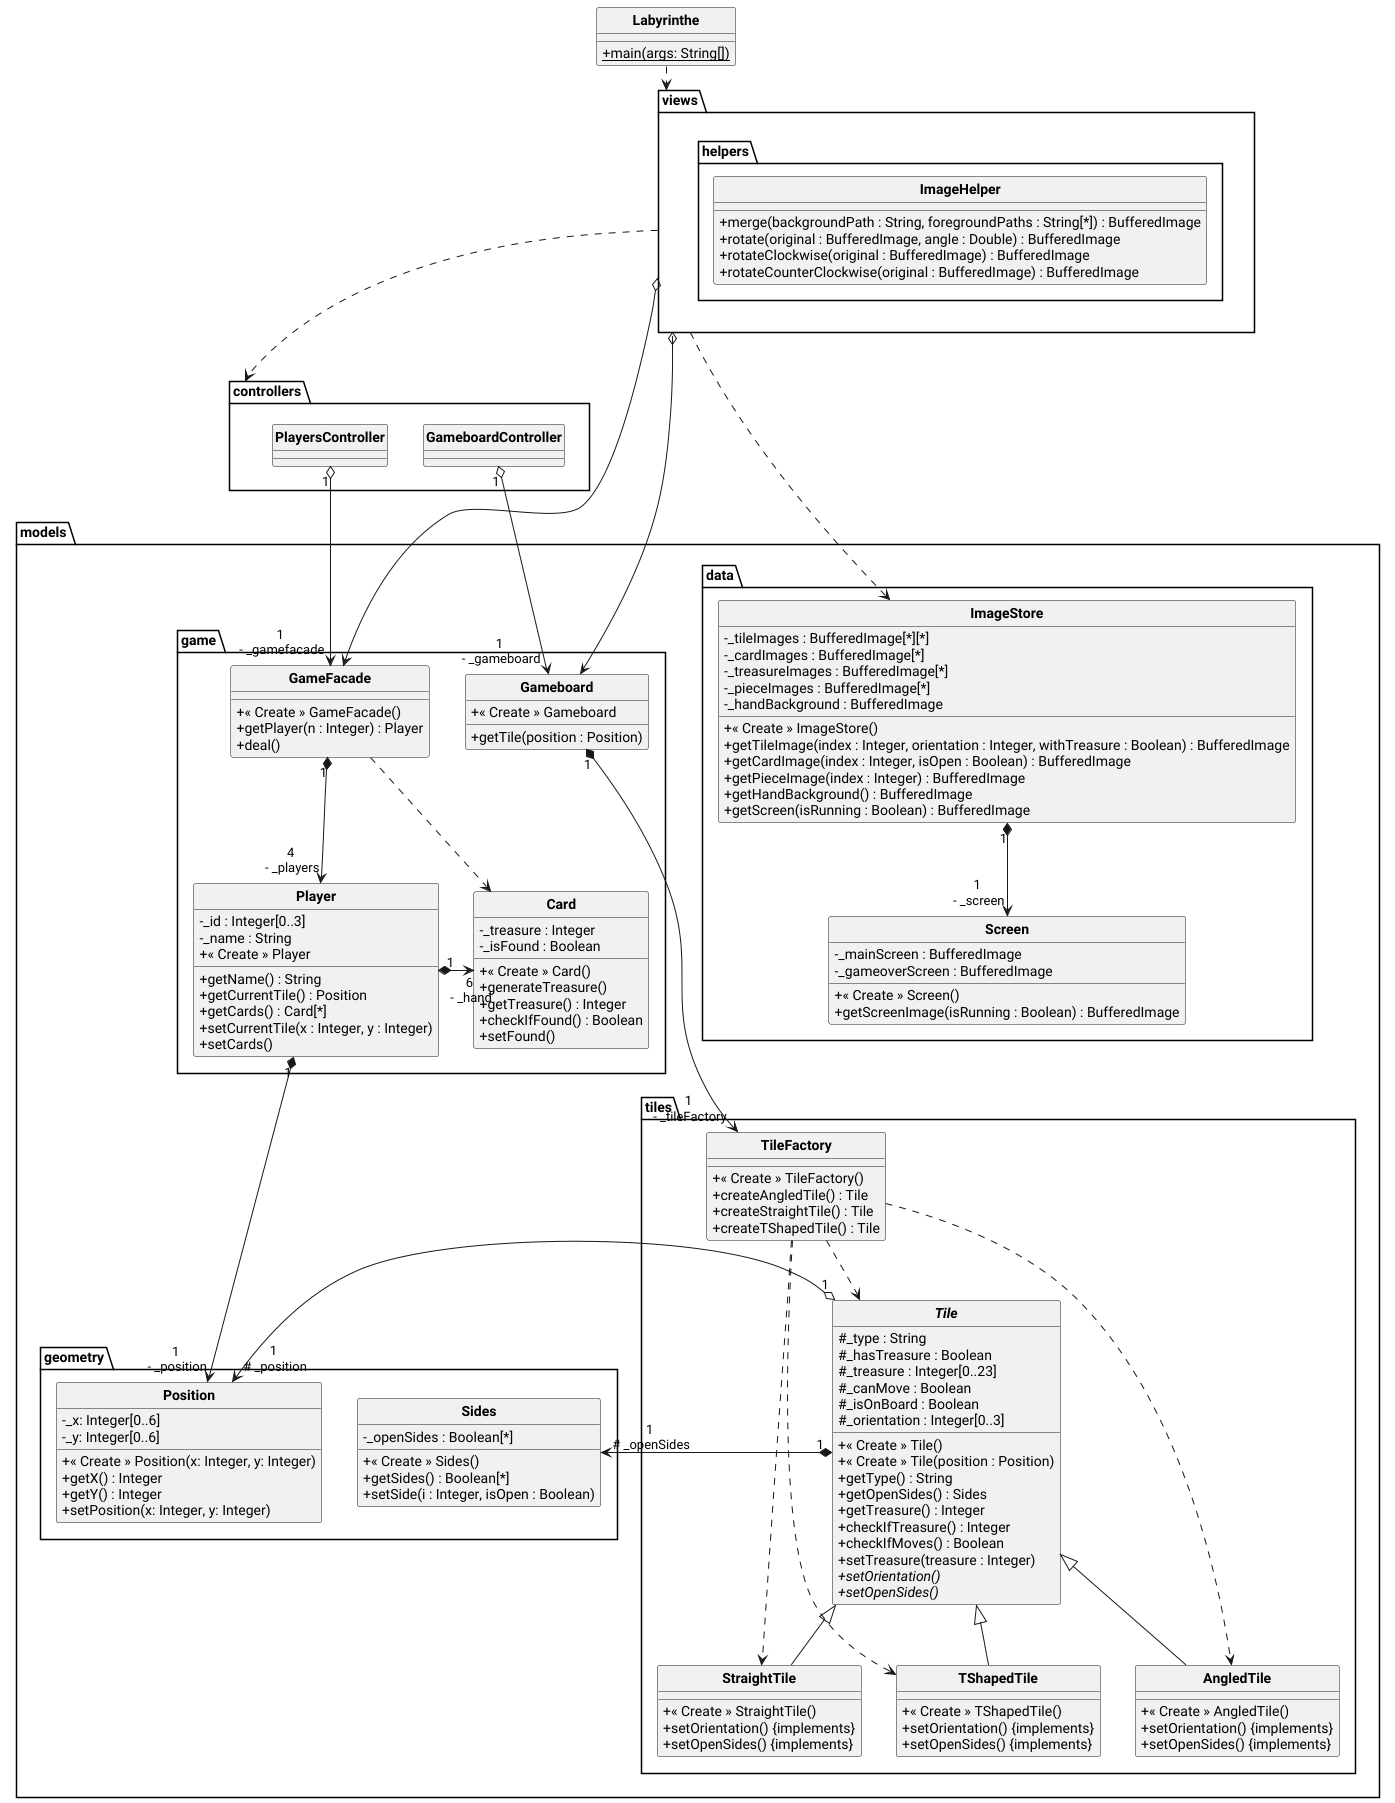 Labyrinthe
+main(args: String[])
views
helpers
ImageHelper
+merge(backgroundPath : String, foregroundPaths : String[*]) : BufferedImage
+rotate(original : BufferedImage, angle : Double) : BufferedImage
+rotateClockwise(original : BufferedImage) : BufferedImage
+rotateCounterClockwise(original : BufferedImage) : BufferedImage
controllers
PlayersController
GameboardController
1
1
models
data
ImageStore
-_tileImages : BufferedImage[*][*]
-_cardImages : BufferedImage[*]
-_treasureImages : BufferedImage[*]
-_pieceImages : BufferedImage[*]
-_handBackground : BufferedImage
+« Create » ImageStore()
+getTileImage(index : Integer, orientation : Integer, withTreasure : Boolean) : BufferedImage
+getCardImage(index : Integer, isOpen : Boolean) : BufferedImage
+getPieceImage(index : Integer) : BufferedImage
+getHandBackground() : BufferedImage
+getScreen(isRunning : Boolean) : BufferedImage
1
1
- _screen
Screen
-_mainScreen : BufferedImage
-_gameoverScreen : BufferedImage
+« Create » Screen()
+getScreenImage(isRunning : Boolean) : BufferedImage
game
1
- _gamefacade
1
- _gameboard
GameFacade
+« Create » GameFacade()
+getPlayer(n : Integer) : Player
+deal()
1
Gameboard
+« Create » Gameboard
+getTile(position : Position)
1
4
- _players
Player
-_id : Integer[0..3]
-_name : String
+« Create » Player
+getName() : String
+getCurrentTile() : Position
+getCards() : Card[*]
+setCurrentTile(x : Integer, y : Integer)
+setCards()
1
1
6
- _hand
Card
-_treasure : Integer
-_isFound : Boolean
+« Create » Card()
+generateTreasure()
+getTreasure() : Integer
+checkIfFound() : Boolean
+setFound()
tiles
1
- _tileFactory
TileFactory
+« Create » TileFactory()
+createAngledTile() : Tile
+createStraightTile() : Tile
+createTShapedTile() : Tile
1
Tile
#_type : String
#_hasTreasure : Boolean
#_treasure : Integer[0..23]
#_canMove : Boolean
#_isOnBoard : Boolean
#_orientation : Integer[0..3]
+« Create » Tile()
+« Create » Tile(position : Position)
+getType() : String
+getOpenSides() : Sides
+getTreasure() : Integer
+checkIfTreasure() : Integer
+checkIfMoves() : Boolean
+setTreasure(treasure : Integer)
+setOrientation()
+setOpenSides()
1
geometry
1
- _position
1
# _position
Position
-_x: Integer[0..6]
-_y: Integer[0..6]
+« Create » Position(x: Integer, y: Integer)
+getX() : Integer
+getY() : Integer
+setPosition(x: Integer, y: Integer)
Sides
-_openSides : Boolean[*]
+« Create » Sides()
+getSides() : Boolean[*]
+setSide(i : Integer, isOpen : Boolean)
1
# _openSides
StraightTile
+« Create » StraightTile()
+setOrientation() {implements}
+setOpenSides() {implements}
TShapedTile
+« Create » TShapedTile()
+setOrientation() {implements}
+setOpenSides() {implements}
AngledTile
+« Create » AngledTile()
+setOrientation() {implements}
+setOpenSides() {implements}